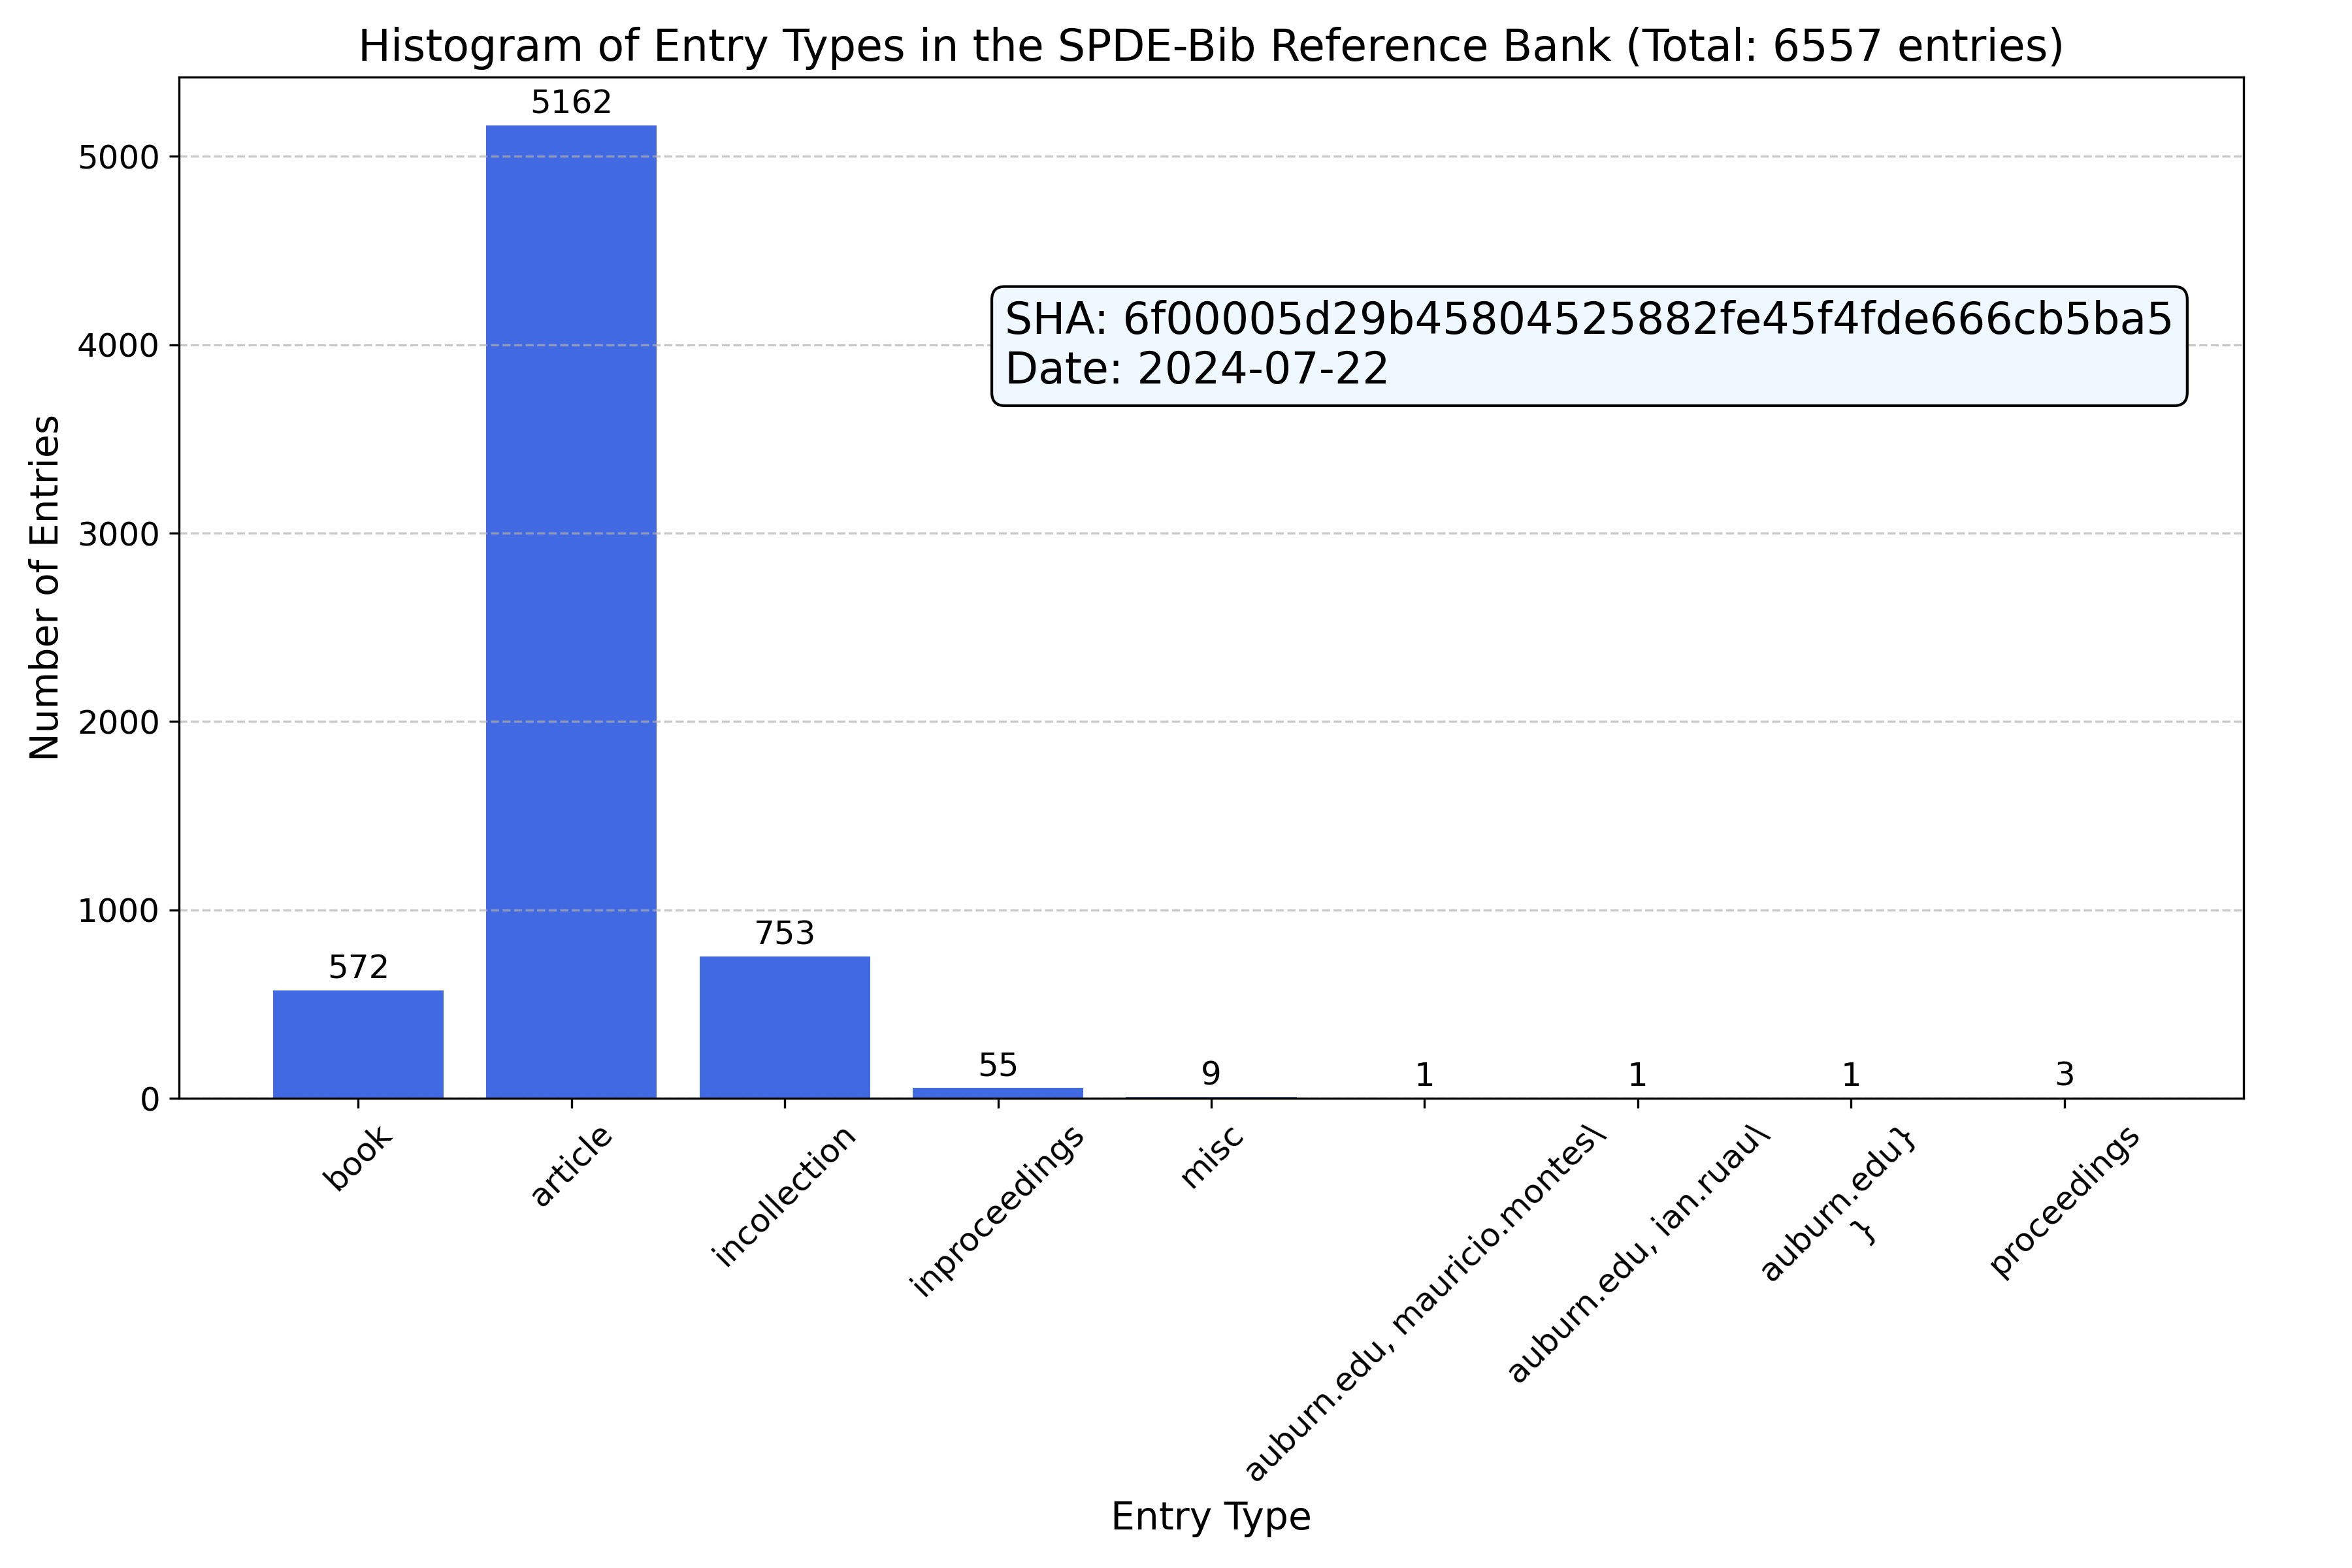 Histogram of Entry Types in the SPDE-Bib Reference Bank (Total: 6557 entries)
Number of Entries
5000
4000
3000
2000
1000
0
572
5162
753
55
9
1
1
1
3
SHA: 6f00005d29b45804525882fe45f4fde666cb5ba5
Date: 2024-07-22
book
article
incollection
inproceedings
misc
auburn.edu, mauricio.montes\
auburn.edu, ian.ruau\
auburn.edu}
}
proceedings
Entry Type